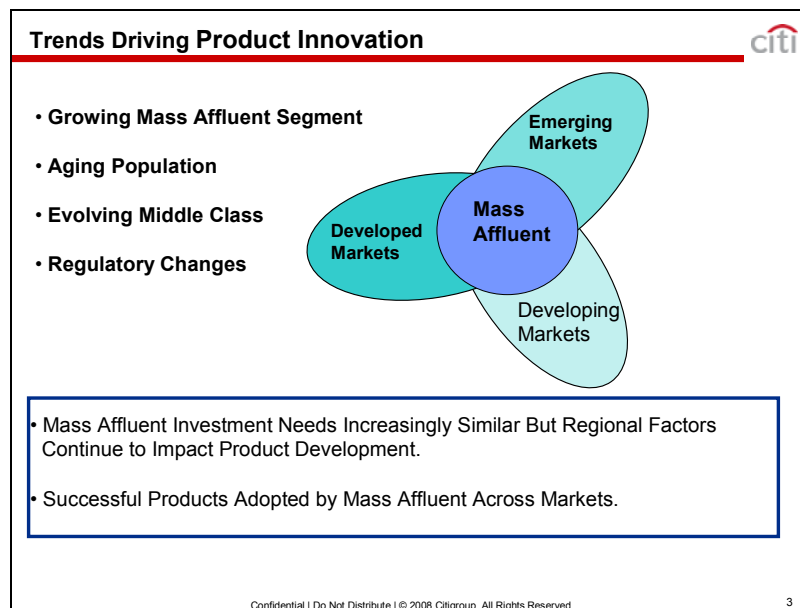 Trends Driving Product Innovation
citi
• Growing Mass Affluent Segment
• Aging Population
• Evolving Middle Class
• Regulatory Changes
Emerging
Markets
Developed
Markets
Mass
Affluent
Developing
Markets
• Mass Affluent Investment Needs Increasingly Similar But Regional Factors
Continue to Impact Product Development.
• Successful Products Adopted by Mass Affluent Across Markets.
Confidential | Do Not Distribute | © 2008 Citigroup All Rights Reserved
3